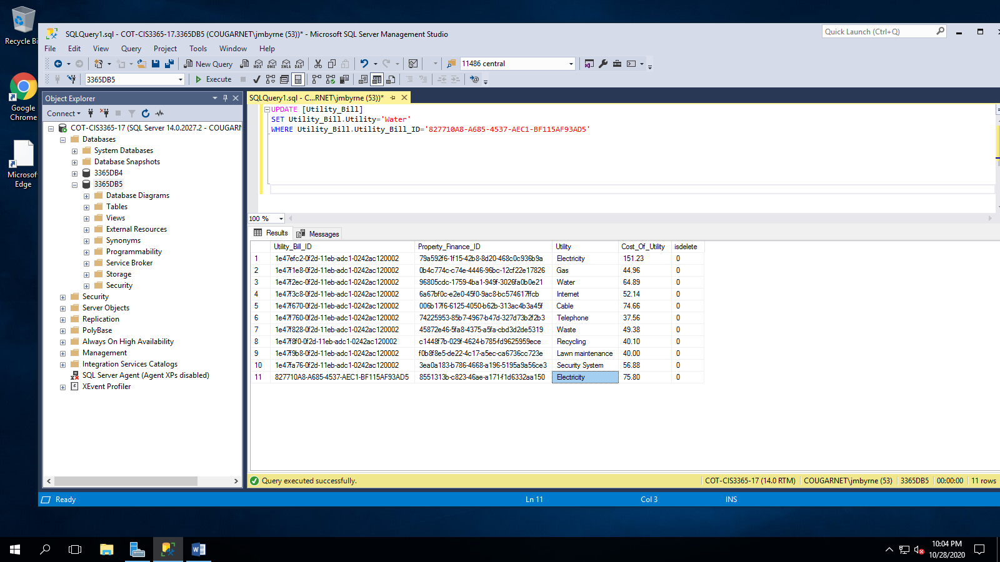 Recycle Bi
Google
Chrome
Microsof
Edge
SQLQuery1.sql - COT-CIS3365-17.3365DB5 (COUGARNET\jmbyrne (53))* - Microsoft SQL Server Management Studio
Quick Launch (Ctrl+Q)
File Edit View Query Project Tools Window Help
New Query MDX DMX XMLA DAX 11486 central
3365DB5 Execute
Object Explorer
Connect
COT-CIS3365-17 (SQL Server 14.0.2027.2 - COUGARN
Databases
System Databases
Database Snapshots
3365DB4
3365DB5
Database Diagrams
Tables
Views
External Resources
Synonyms
Programmability
Service Broker
Storage
Security
Security
Server Objects
Replication
PolyBase
Always On High Availability
Management
Integration Services Catalogs
SQL Server Agent (Agent XPs disabled)
XEvent Profiler
SQLQuery1.sql - C...RNET\jmbyrne (53))*
UPDATE [Utility_Bill]
SET Utility_Bill.Utility='Water'
WHERE Utility_Bill.Utility_Bill_ID='827710A8-A685-4537-AEC1-BF115AF93AD5'
100 %
Results Messages
Utility_Bill_ID Property_Finance_ID Utility Cost_Of_Utility isdelete
1 1e47efc2-0f2d-11eb-adc1-0242ac120002 79a592f6-1f15-42b8-8d20-468c0c936b9a Electricity 151.23 0
2 1e47f1e8-0f2d-11eb-adc1-0242ac120002 0b4c774c-c74e-4446-96bc-12cf22e17826 Gas 44.96 0
3 1e47f2ec-0f2d-11eb-adc1-0242ac120002 96805cdc-1759-4ba1-949f-3026fa0b0e21 Water 64.89 0
4 1e47f3c8-0f2d-11eb-adc1-0242ac120002 6a67bf0c-e2e0-45f0-9ac8-bc574617ffcb Internet 52.14 0
5 1e47f670-0f2d-11eb-adc1-0242ac120002 006b17f6-6125-4050-b62b-313ac4b3a45f Cable 74.66 0
6 1e47f760-0f2d-11eb-adc1-0242ac120002 74225953-85b7-4967-b47d-327d73b2f2b3 Telephone 37.56 0
7 1e47f828-0f2d-11eb-adc1-0242ac120002 45872e46-5fa8-4375-a5fa-cbd3d2de5319 Waste 49.38 0
8 1e47f8f0-0f2d-11eb-adc1-0242ac120002 c1448f7b-029f-4624-b785-fd9625959ece Recycling 40.10 0
9 1e47f9b8-0f2d-11eb-adc1-0242ac120002 f0b8f8e5-de22-4c17-a5ec-ca6736cc723e Lawn maintenance 40.00 0
10 1e47fa76-0f2d-11eb-adc1-0242ac120002 3ea0a183-b786-4668-a196-5195a9a56ce3 Security System 56.88 0
11 827710A8-A685-4537-AEC1-BF115AF93AD5 8551313b-c823-46ae-a171-f1d6332aa150 Electricity 75.80 0
Query executed successfully. COT-CIS3365-17 (14.0 RTM) COUGARNET\jmbyrne (53) 3365DB5 00:00:00 11 rows
Ready Ln 11 Col 3 INS
10:04 PM
10/28/2020